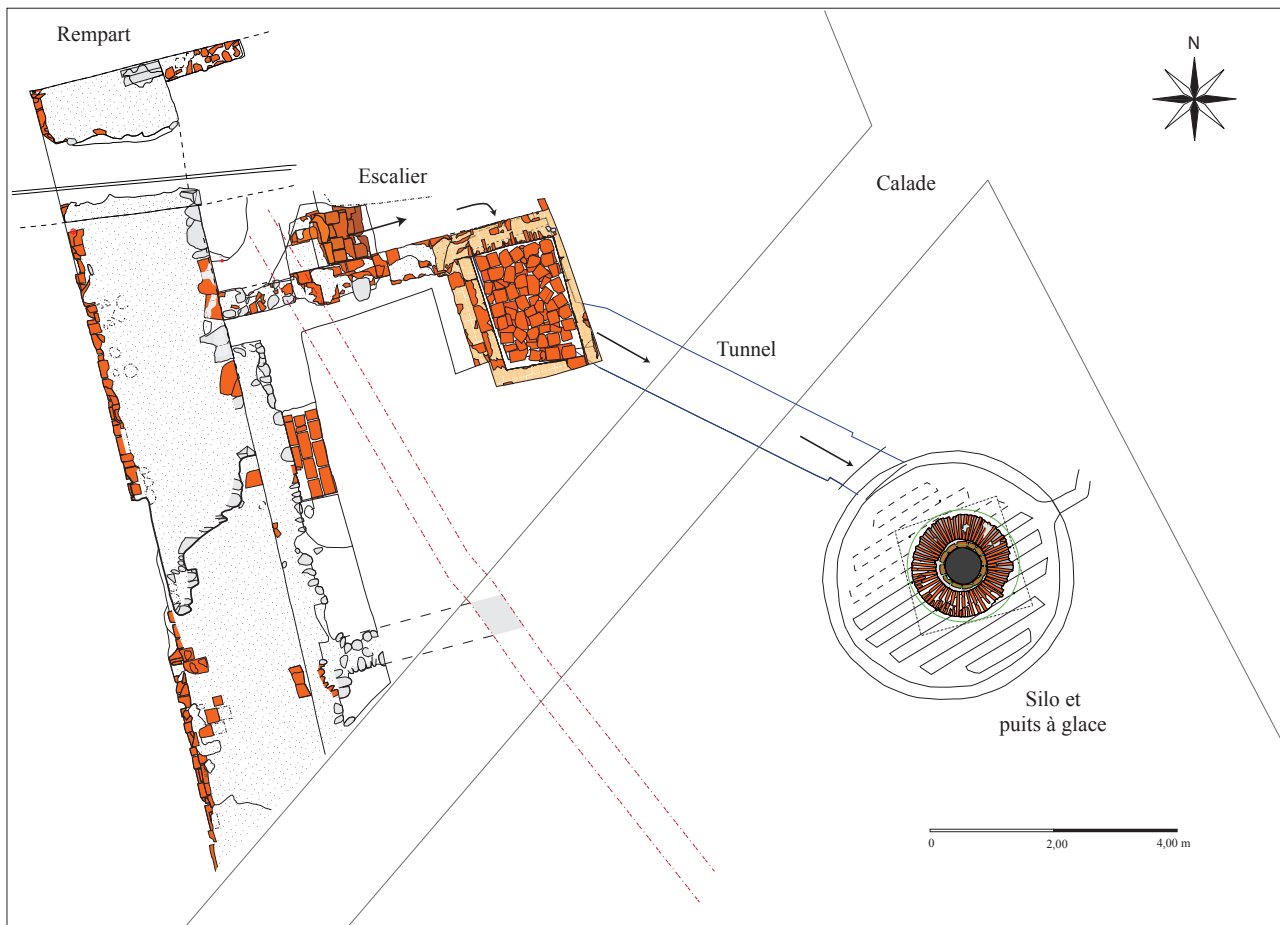 Rempart
N
Escalier
Calade
Tunnel
Silo et
puits à glace
0
2,00
4,00 m